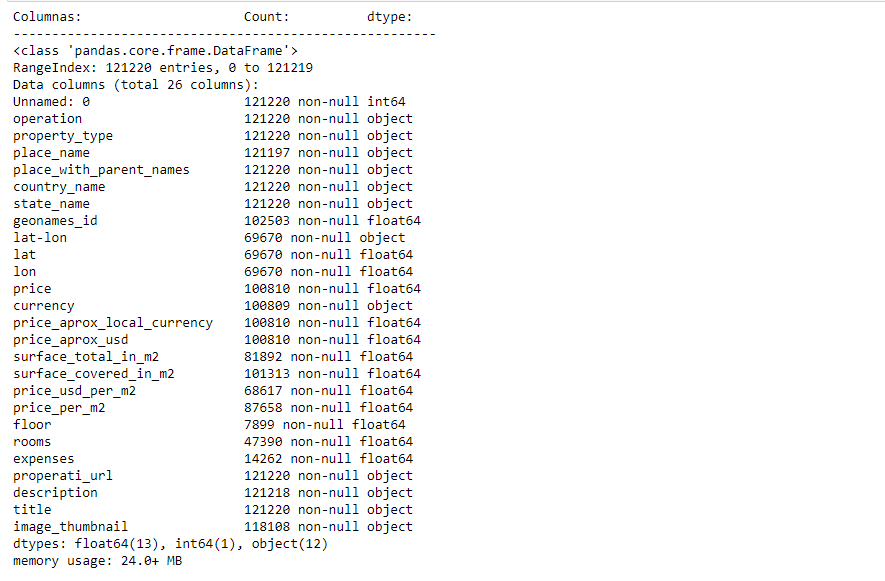 Columnas:                     Count:          dtype:
-------------------------------------------------------
<class 'pandas.core.frame.DataFrame'>
RangeIndex: 121220 entries, 0 to 121219
Data columns (total 26 columns):
Unnamed: 0                    121220 non-null int64
operation                     121220 non-null object
property_type                 121220 non-null object
place_name                    121197 non-null object
place_with_parent_names       121220 non-null object
country_name                  121220 non-null object
state_name                    121220 non-null object
geonames_id                   102503 non-null float64
lat-lon                       69670 non-null object
lat                           69670 non-null float64
lon                           69670 non-null float64
price                         100810 non-null float64
currency                      100809 non-null object
price_aprox_local_currency    100810 non-null float64
price_aprox_usd               100810 non-null float64
surface_total_in_m2           81892 non-null float64
surface_covered_in_m2         101313 non-null float64
price_usd_per_m2              68617 non-null float64
price_per_m2                  87658 non-null float64
floor                         7899 non-null float64
rooms                         47390 non-null float64
expenses                      14262 non-null float64
properati_url                 121220 non-null object
description                   121218 non-null object
title                         121220 non-null object
image_thumbnail               118108 non-null object
dtypes: float64(13), int64(1), object(12)
memory usage: 24.0+ MB